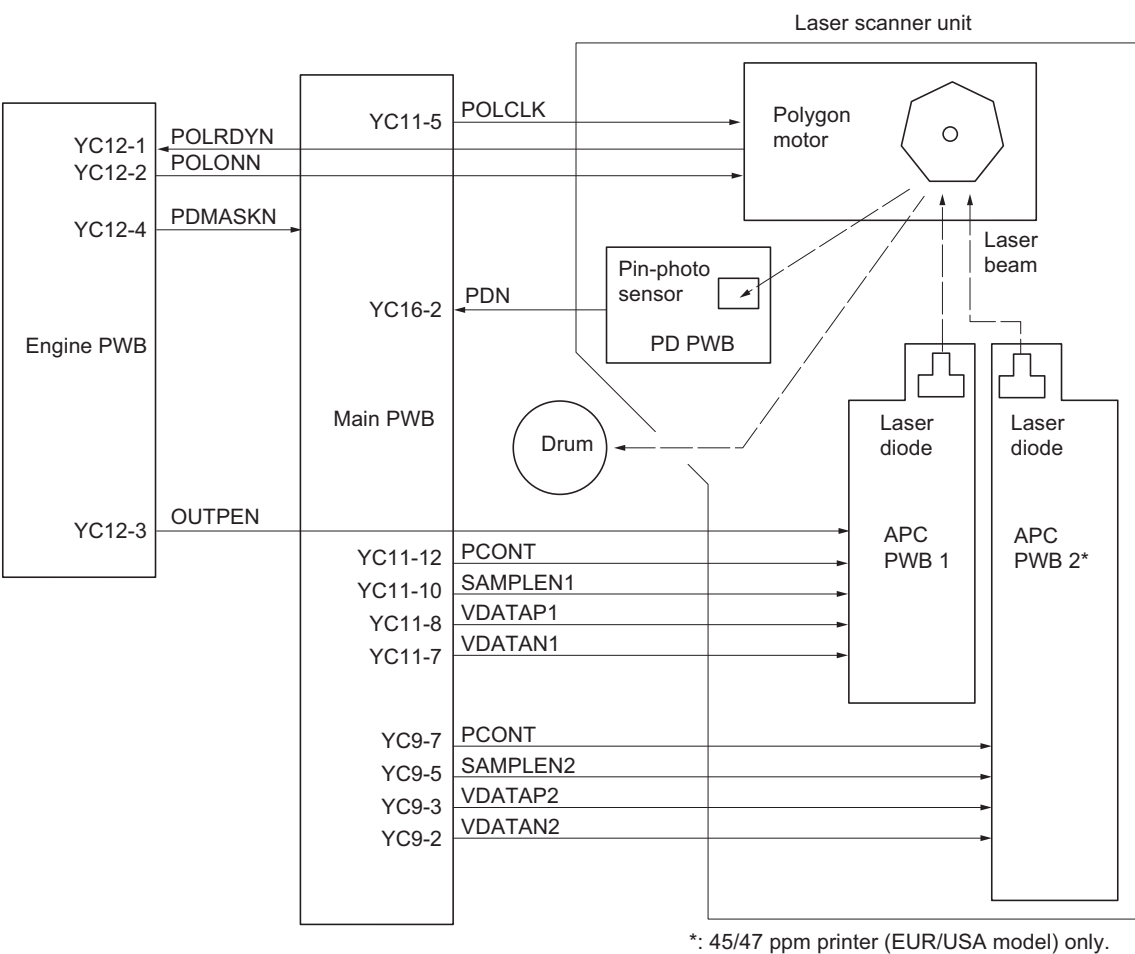 Laser scanner unit
YC11-5
POLCLK
Polygon
motor
YC12-1
POLRDYN
YC12-2
POLONN
YC12-4
PDMASKN
Laser
beam
Pin-photo
sensor
YC16-2
PDN
PD PWB
Engine PWB
Main PWB
Drum
Laser
diode
Laser
diode
YC12-3
OUTPEN
APC
PWB 1
APC
PWB 2*
YC11-12
PCONT
YC11-10
SAMPLEN1
YC11-8
VDATAP1
YC11-7
VDATAN1
YC9-7
PCONT
YC9-5
SAMPLEN2
YC9-3
VDATAP2
YC9-2
VDATAN2
*: 45/47 ppm printer (EUR/USA model) only.